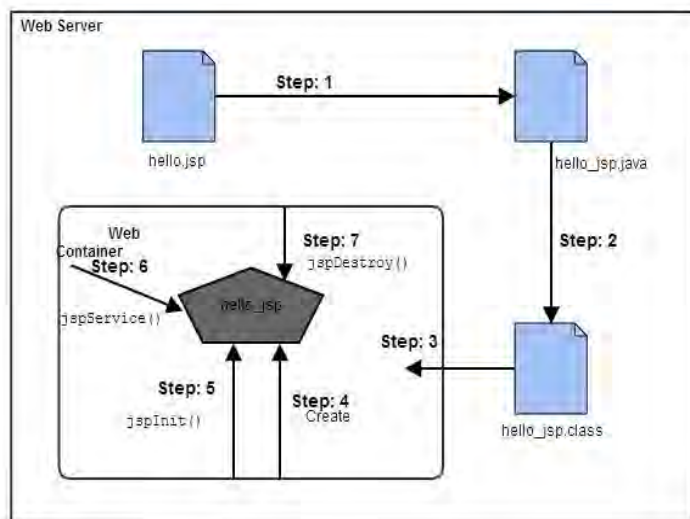 Web Server
Step: 1
hello.jsp
hello_jsp.java
Step: 2
Web
Container
Step: 7
jspDestroy()
Step: 6
hello_jsp
jspService()
Step: 3
Step: 5
jspInit()
Step: 4
Create
hello_jsp.class